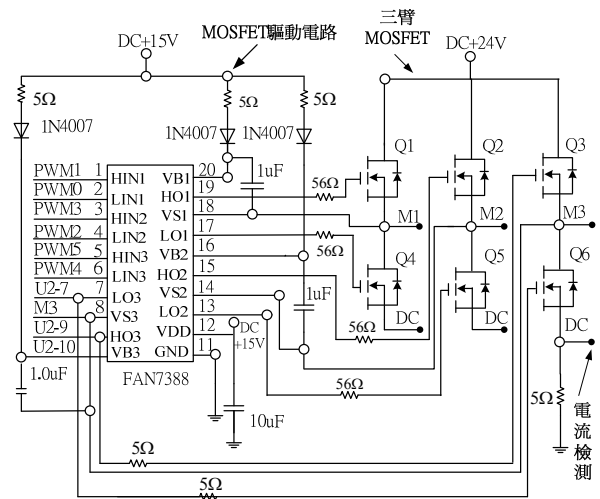 三臂
MOSFET
MOSFET驅動電路
DC+15V
DC+24V
5Ω
5Ω
5Ω
1N4007
1N4007
1N4007
Q1
Q2
Q3
PWM1 1 HIN1
PWM0 2 LIN1
PWM3 3 HIN2
PWM2 4 LIN2
PWM5 5 HIN3
PWM4 6 LIN3
U2-7 7 LO3
M3 8 VS3
U2-9 HO3
U2-10 VB3
VB1 20
HO1 19
VS1 18
LO1 17
VB2 16
HO2 15
VS2 14
LO2 13
VDD 12
GND 11
FAN7388
1uF
1uF
56Ω
56Ω
56Ω
56Ω
M1
M2
M3
Q4
Q5
Q6
DC
DC
DC
DC
+15V
1.0uF
10uF
5Ω
5Ω
5Ω
電流檢測